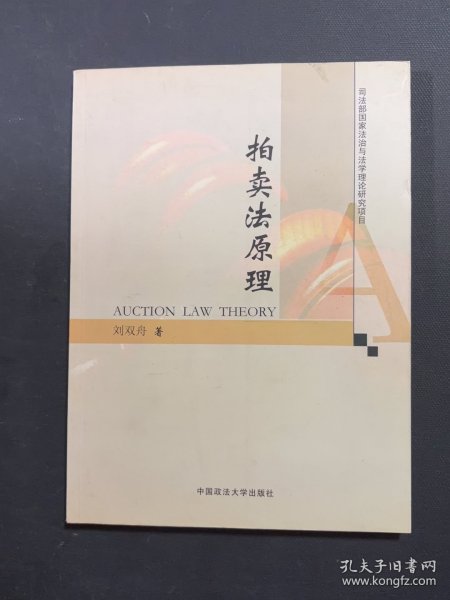 司法部国家法治与法学理论研究项目
拍卖法原理
A
AUCTION LAW THEORY
刘双舟 著
中国政法大学出版社
孔夫子旧书网
www.kongfz.com